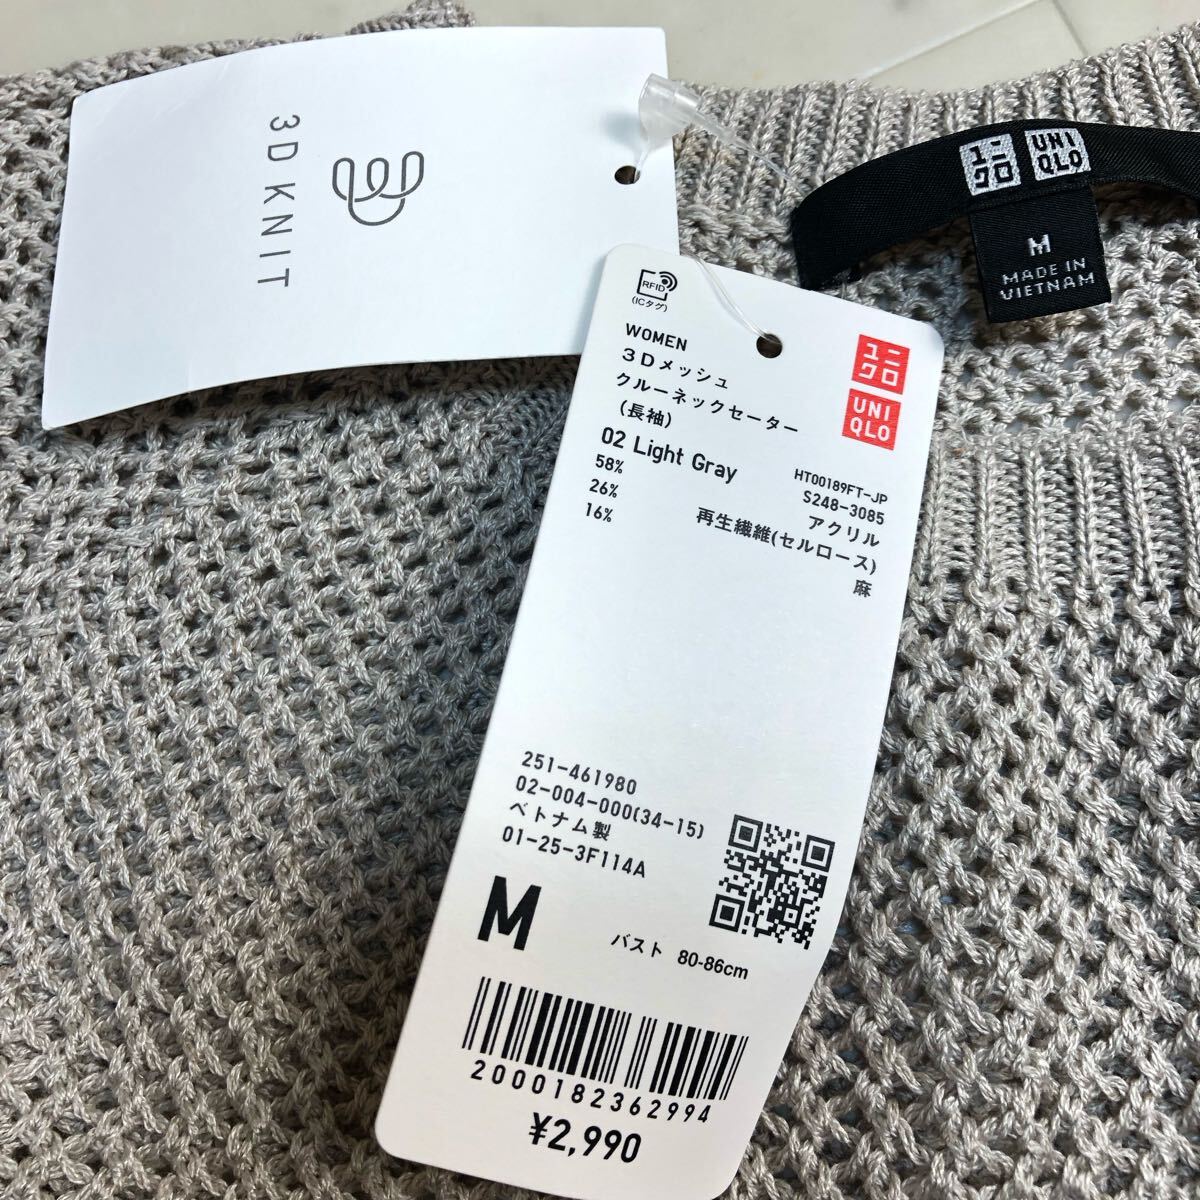 3DKNIT
ユニ
クロ
UNI
QLO
M
MADE IN
VIETNAM
RFID
(ICタグ)
WOMEN
3Dメッシュ
クルーネックセーター
(長袖)
02 Light Gray
ユニ
クロ
UNI
QLO
HT00189FT-JP
S248-3085
58% アクリル
26% 再生繊維(セルロース)
16% 麻
251-461980
02-004-000(34-15)
ベトナム製
01-25-3F114A
M
バスト 80-86cm
2000182362994
¥2,990